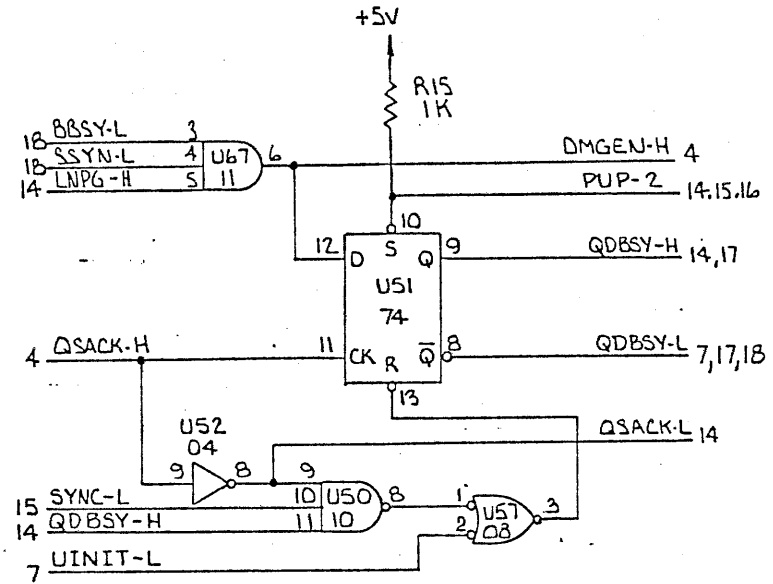 +5V
R15
1K
18 BBSY-L 3
18 SSYN-L 4 U67 6 DMGEN-H 4
14 LNPG-H 5 11 PUP-2 14,15,16
10
12 D S Q 9 QDBSY-H 14,17
U51
74
4 QSACK-H 11 CK R Q̅ 8 QDBSY-L 7,17,18
13
U52 QSACK-L 14
04
9 8 9
15 SYNC-L 10 U50 8 1 U57 3
14 QDBSY-H 11 10 2 08
7 UINIT-L